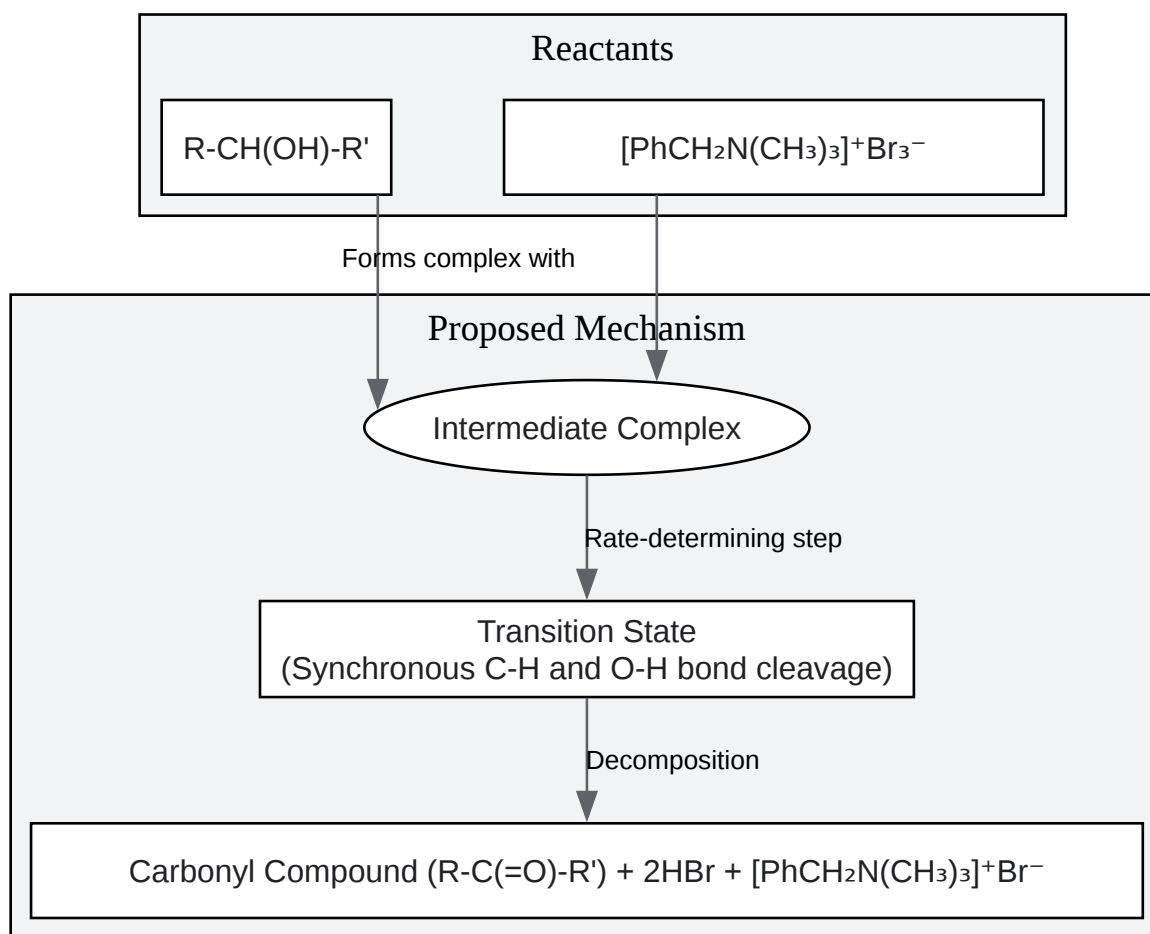 Reactants
R-CH(OH)-R'
[PhCH₂N(CH₃)₃]⁺Br₃⁻
Forms complex with
Proposed Mechanism
Intermediate Complex
Rate-determining step
Transition State
(Synchronous C-H and O-H bond cleavage)
Decomposition
Carbonyl Compound (R-C(=O)-R') + 2HBr + [PhCH₂N(CH₃)₃]⁺Br⁻